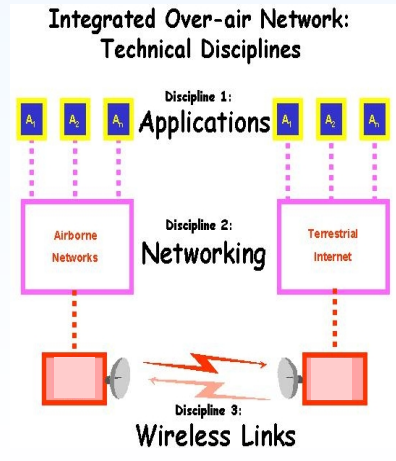 Integrated Over-air Network:
Technical Disciplines
Discipline 1:
A1 A2 An Applications A1 A2 An
Discipline 2:
Airborne
Networks
Networking
Terrestrial
Internet
Discipline 3:
Wireless Links